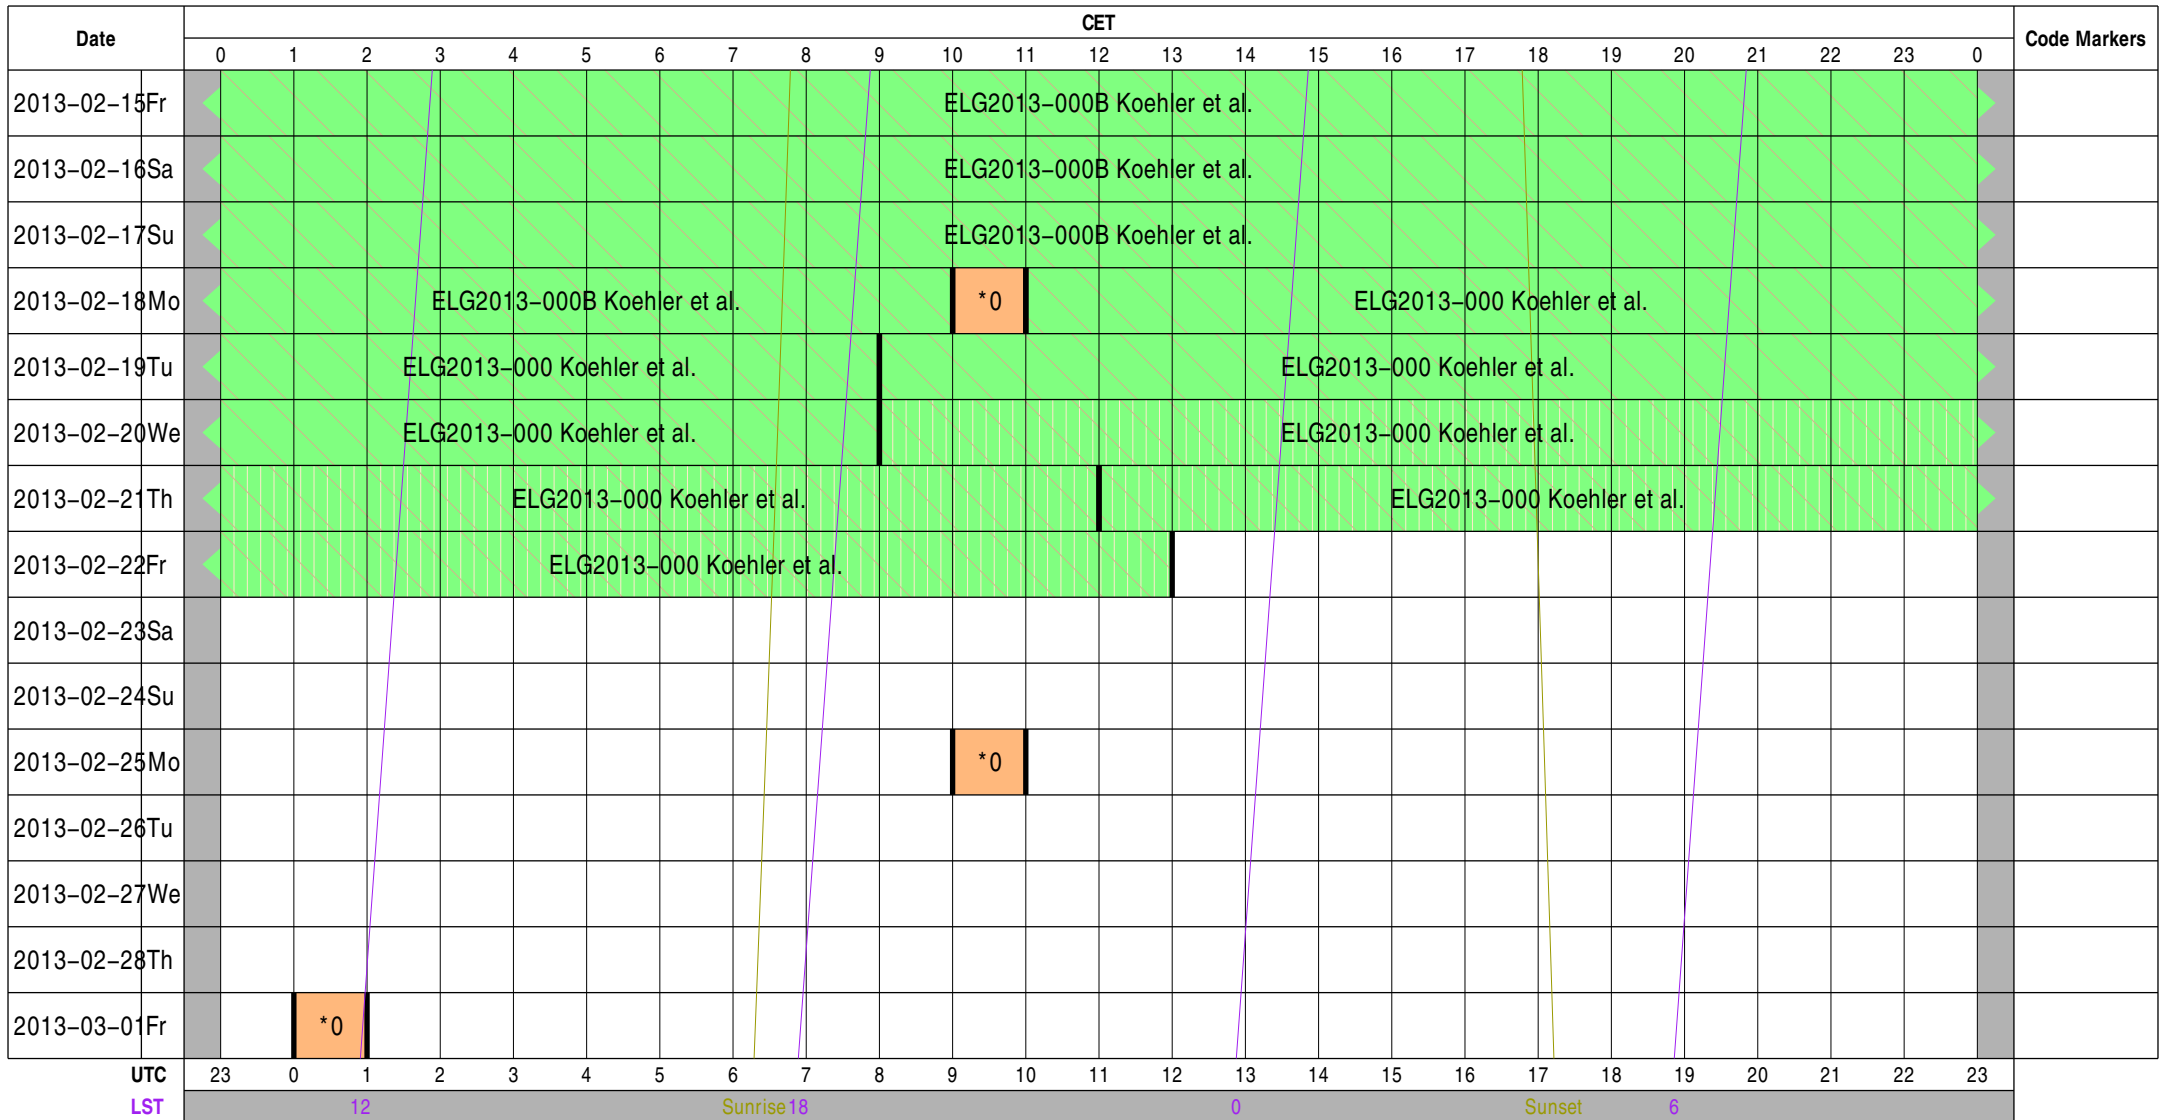 Date CET Code Markers
0 1 2 3 4 5 6 7 8 9 10 11 12 13 14 15 16 17 18 19 20 21 22 23 0
2013−02−15Fr ELG2013−000B Koehler et al.
2013−02−16Sa ELG2013−000B Koehler et al.
2013−02−17Su ELG2013−000B Koehler et al.
2013−02−18Mo ELG2013−000B Koehler et al. *0 ELG2013−000 Koehler et al.
2013−02−19Tu ELG2013−000 Koehler et al. ELG2013−000 Koehler et al.
2013−02−20We ELG2013−000 Koehler et al. ELG2013−000 Koehler et al.
2013−02−21Th ELG2013−000 Koehler et al. ELG2013−000 Koehler et al.
2013−02−22Fr ELG2013−000 Koehler et al.
2013−02−23Sa
2013−02−24Su
2013−02−25Mo *0
2013−02−26Tu
2013−02−27We
2013−02−28Th
2013−03−01Fr *0
UTC 23 0 1 2 3 4 5 6 7 8 9 10 11 12 13 14 15 16 17 18 19 20 21 22 23
LST 12 Sunrise 18 0 Sunset 6